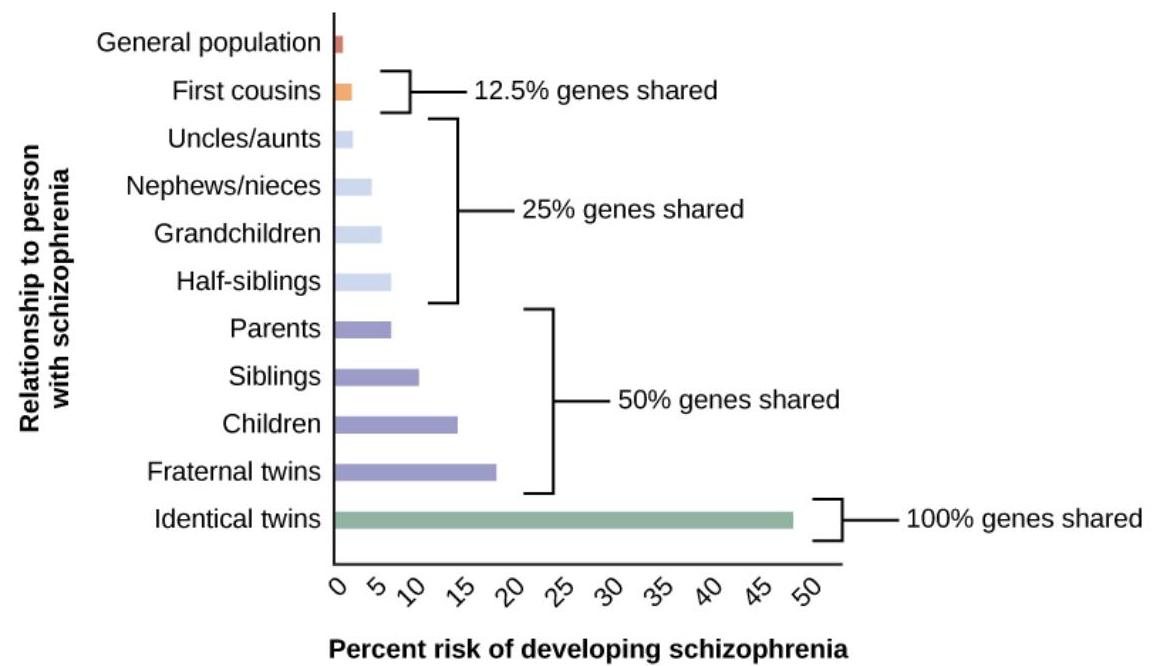 General population
First cousins
12.5% genes shared
Uncles/aunts
Nephews/nieces
25% genes shared
Grandchildren
Half-siblings
Parents
Siblings
50% genes shared
Children
Fraternal twins
Identical twins
100% genes shared
Relationship to person
with schizophrenia
0 5 10 15 20 25 30 35 40 45 50
Percent risk of developing schizophrenia